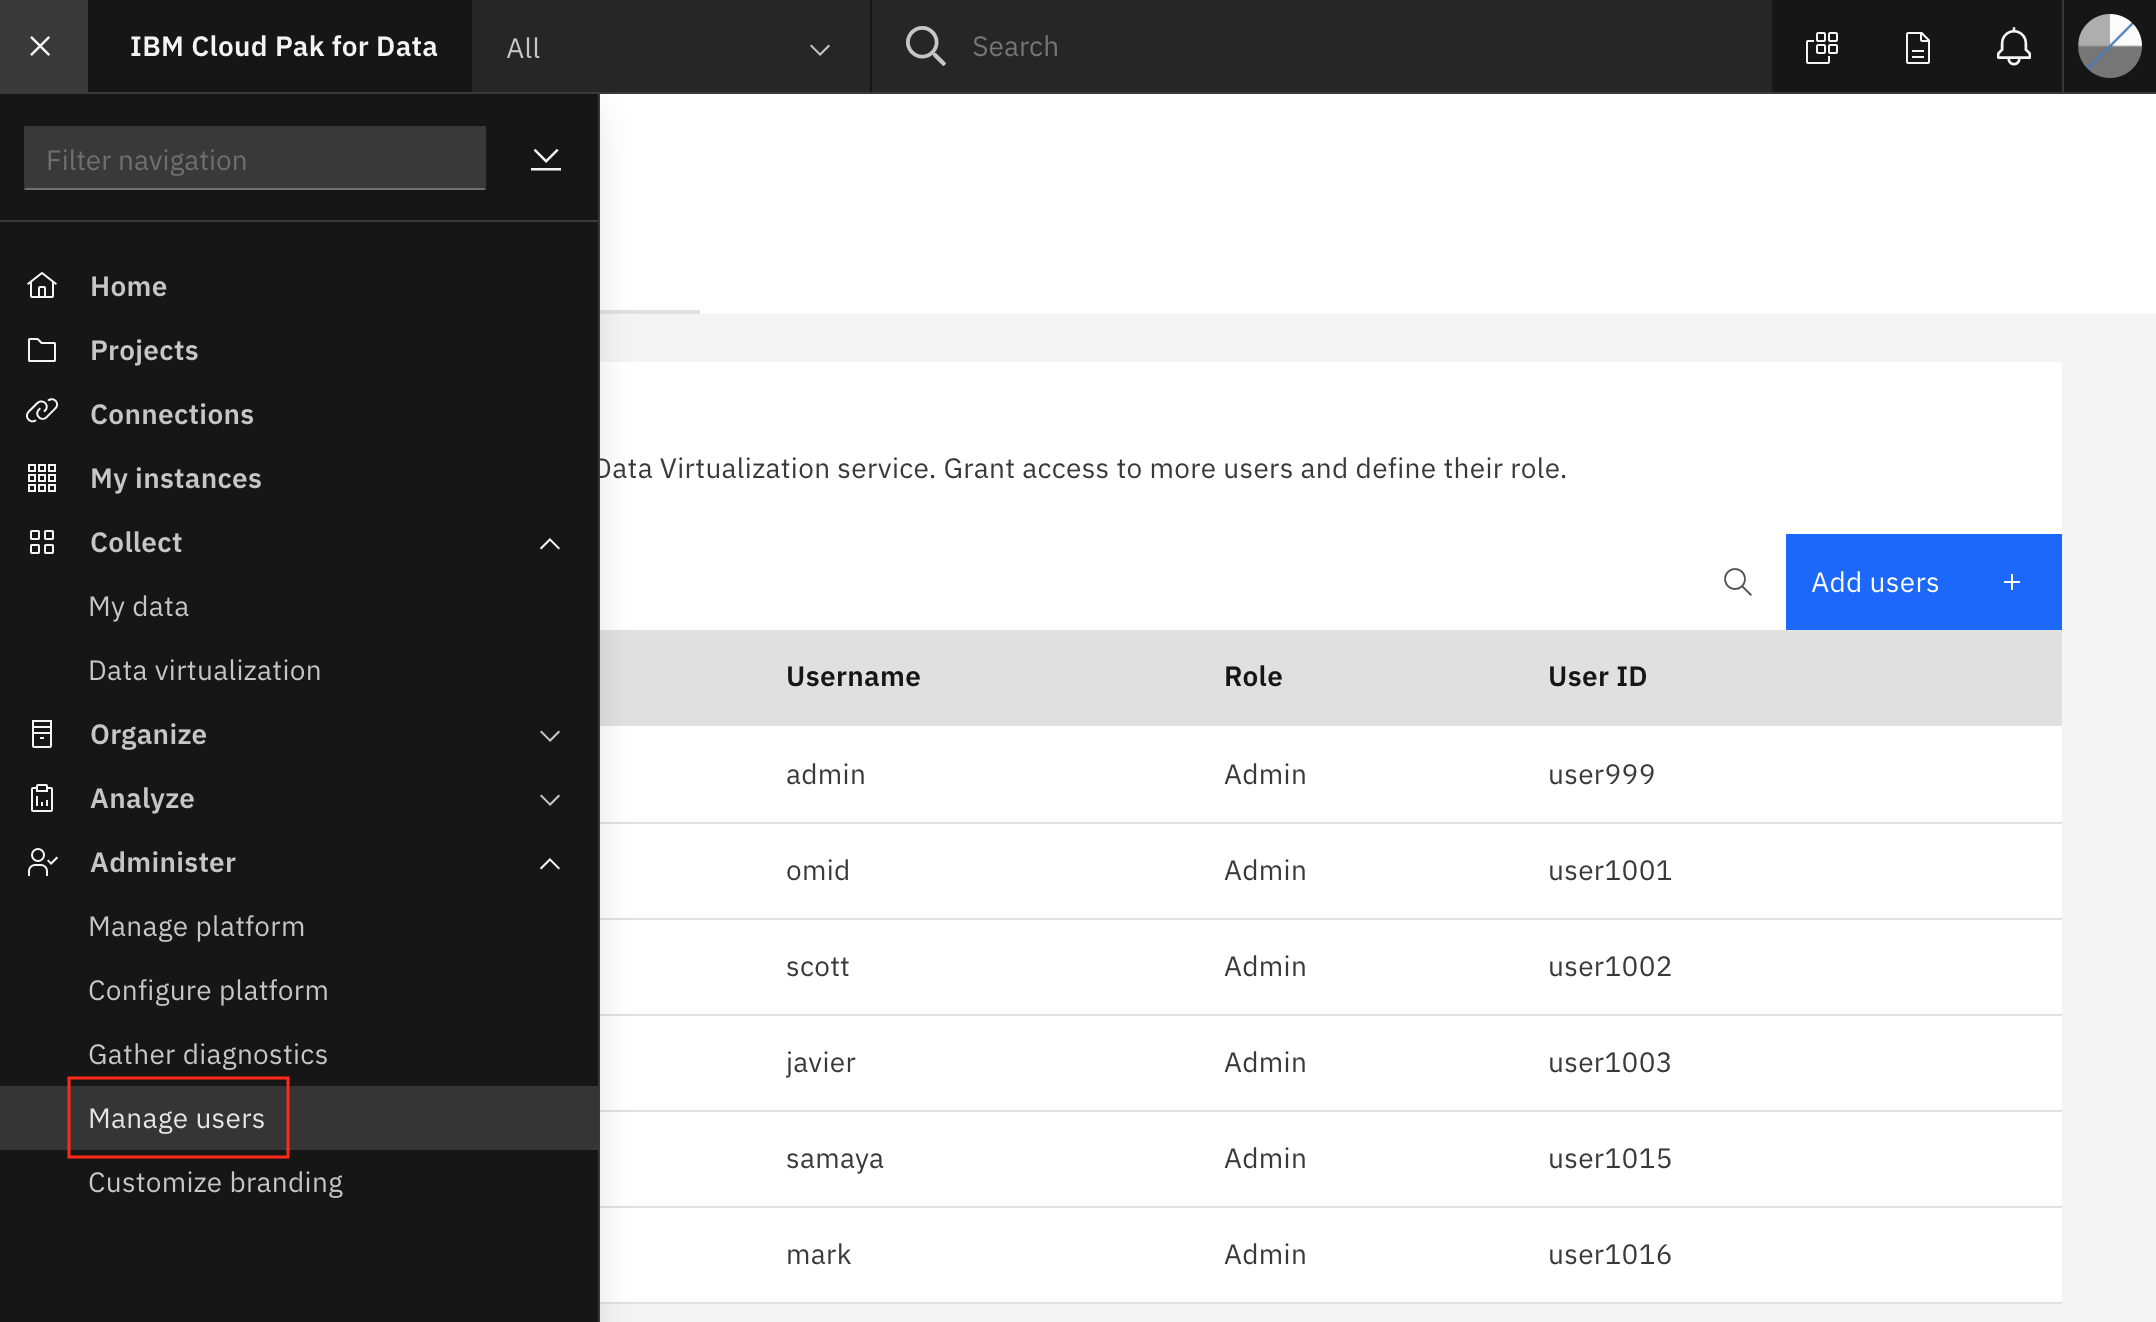 IBM Cloud Pak for Data
All
Search
Filter navigation
Home
Projects
Connections
My instances
Collect
My data
Data virtualization
Organize
Analyze
Administer
Manage platform
Configure platform
Gather diagnostics
Manage users
Customize branding
Data Virtualization service. Grant access to more users and define their role.
Add users +
Username Role User ID
admin Admin user999
omid Admin user1001
scott Admin user1002
javier Admin user1003
samaya Admin user1015
mark Admin user1016